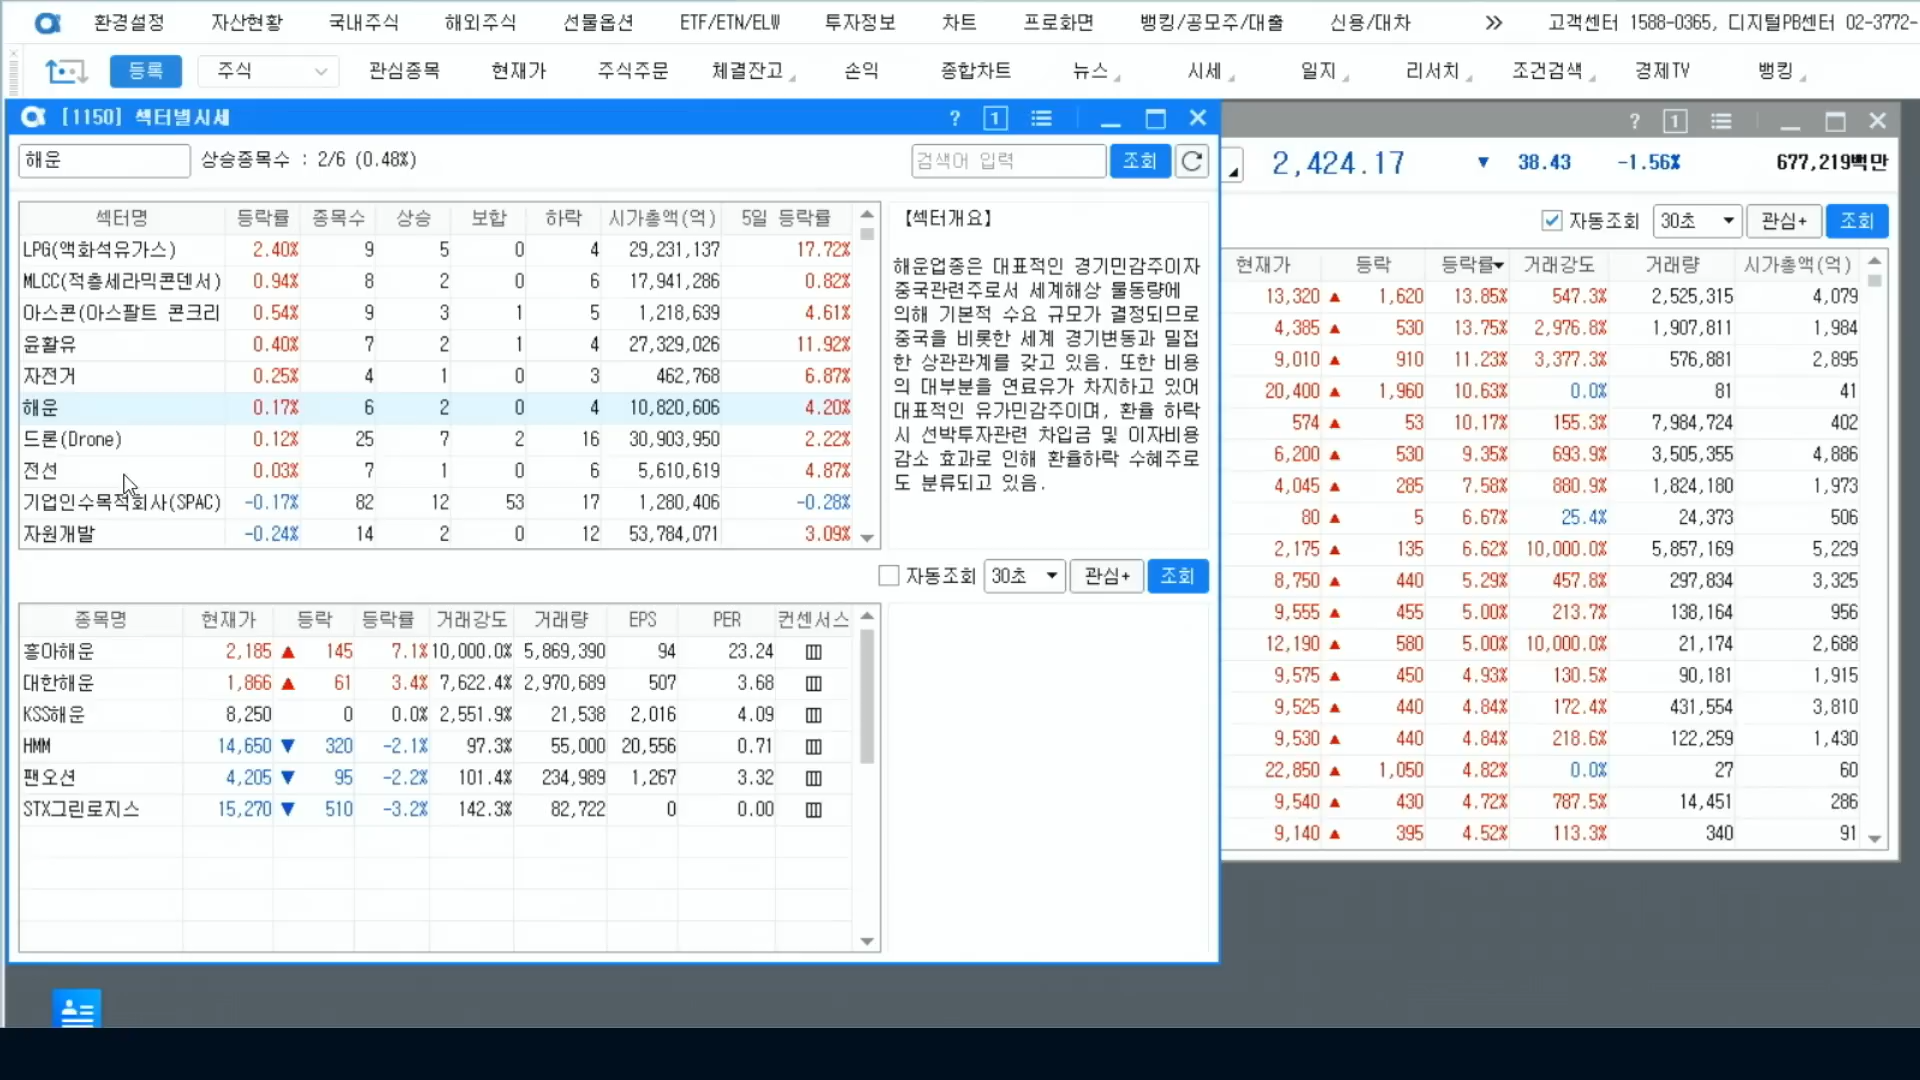 환경설정 자산현황 국내주식 해외주식 선물옵션 ETF/ETN/ELW 투자정보 차트 프로화면 뱅킹/공모주/대출 신용/대차 고객센터 1588-0365, 디지털PB센터 02-3772-
등록 주식 관심종목 현재가 주식주문 체결잔고 손익 종합차트 뉴스 시세 일지 리서치 조건검색 경제TV 뱅킹
[1150] 섹터별시세 ? 1
해운 상승종목수 : 2/6 (0.48%) 검색어 입력 조회
섹터명 등락률 종목수 상승 보합 하락 시가총액(억) 5일 등락률
LPG(액화석유가스) 2.40% 9 5 0 4 29,231,137 17.72%
MLCC(적층세라믹콘덴서) 0.94% 8 2 0 6 17,941,286 0.82%
아스콘(아스팔트 콘크리 0.54% 9 3 1 5 1,218,639 4.61%
윤활유 0.40% 7 2 1 4 27,329,026 11.92%
자전거 0.25% 4 1 0 3 462,768 6.87%
해운 0.17% 6 2 0 4 10,820,606 4.20%
드론(Drone) 0.12% 25 7 2 16 30,903,950 2.22%
전선 0.03% 7 1 0 6 5,610,619 4.87%
기업인수목적회사(SPAC) -0.17% 82 12 53 17 1,280,406 -0.28%
자원개발 -0.24% 14 2 0 12 53,784,071 3.09%
【섹터개요】
해운업종은 대표적인 경기민감주이자
중국관련주로서 세계해상 물동량에
의해 기본적 수요 규모가 결정되므로
중국을 비롯한 세계 경기변동과 밀접
한 상관관계를 갖고 있음. 또한 비용
의 대부분을 연료유가 차지하고 있어
대표적인 유가민감주이며, 환율 하락
시 선박투자관련 차입금 및 이자비용
감소 효과로 인해 환율하락 수혜주로
도 분류되고 있음.
자동조회 30초 관심+ 조회
종목명 현재가 등락 등락률 거래강도 거래량 EPS PER 컨센서스
흥아해운 2,185 ▲ 145 7.1% 10,000.0% 5,869,390 94 23.24
대한해운 1,866 ▲ 61 3.4% 7,622.4% 2,970,689 507 3.68
KSS해운 8,250 0 0.0% 2,551.9% 21,538 2,016 4.09
HMM 14,650 ▼ 320 -2.1% 97.3% 55,000 20,556 0.71
팬오션 4,205 ▼ 95 -2.2% 101.4% 234,989 1,267 3.32
STX그린로지스 15,270 ▼ 510 -3.2% 142.3% 82,722 0 0.00
? 1
2,424.17 ▼ 38.43 -1.56% 677,219백만
자동조회 30초 관심+ 조회
현재가 등락 등락률 거래강도 거래량 시가총액(억)
13,320 ▲ 1,620 13.85% 547.3% 2,525,315 4,079
4,385 ▲ 530 13.75% 2,976.8% 1,907,811 1,984
9,010 ▲ 910 11.23% 3,377.3% 576,881 2,895
20,400 ▲ 1,960 10.63% 0.0% 81 41
574 ▲ 53 10.17% 155.3% 7,984,724 402
6,200 ▲ 530 9.35% 693.9% 3,505,355 4,886
4,045 ▲ 285 7.58% 880.9% 1,824,180 1,973
80 ▲ 5 6.67% 25.4% 24,373 506
2,175 ▲ 135 6.62% 10,000.0% 5,857,169 5,229
8,750 ▲ 440 5.29% 457.8% 297,834 3,325
9,555 ▲ 455 5.00% 213.7% 138,164 956
12,190 ▲ 580 5.00% 10,000.0% 21,174 2,688
9,575 ▲ 450 4.93% 130.5% 90,181 1,915
9,525 ▲ 440 4.84% 172.4% 431,554 3,810
9,530 ▲ 440 4.84% 218.6% 122,259 1,430
22,850 ▲ 1,050 4.82% 0.0% 27 60
9,540 ▲ 430 4.72% 787.5% 14,451 286
9,140 ▲ 395 4.52% 113.3% 340 91